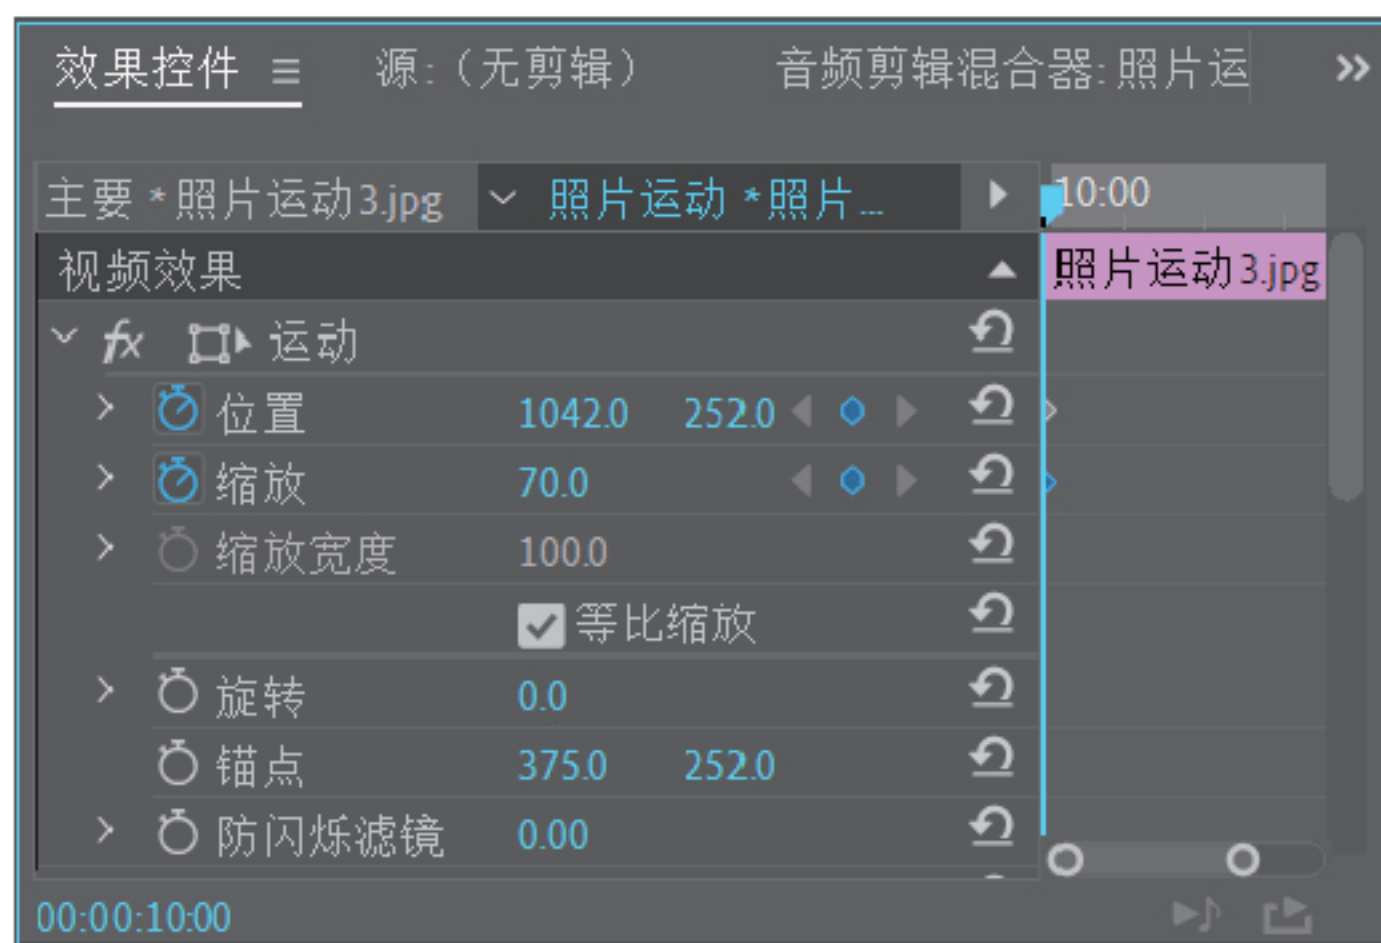 效果控件 源:（无剪辑） 音频剪辑混合器: 照片运
主要 * 照片运动3.jpg 照片运动 * 照片... 10:00
视频效果 照片运动3.jpg
fx 运动
位置 1042.0 252.0
缩放 70.0
缩放宽度 100.0
等比缩放
旋转 0.0
锚点 375.0 252.0
防闪烁滤镜 0.00
00:00:10:00